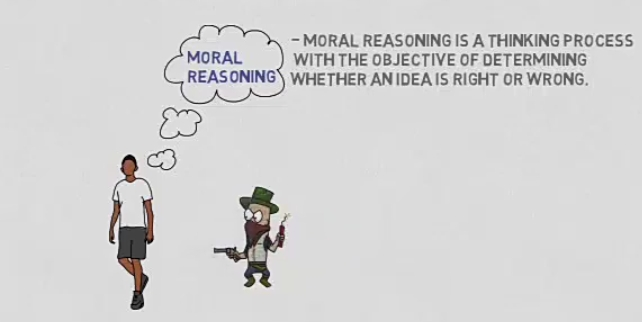 MORAL
REASONING
- MORAL REASONING IS A THINKING PROCESS
WITH THE OBJECTIVE OF DETERMINING
WHETHER AN IDEA IS RIGHT OR WRONG.